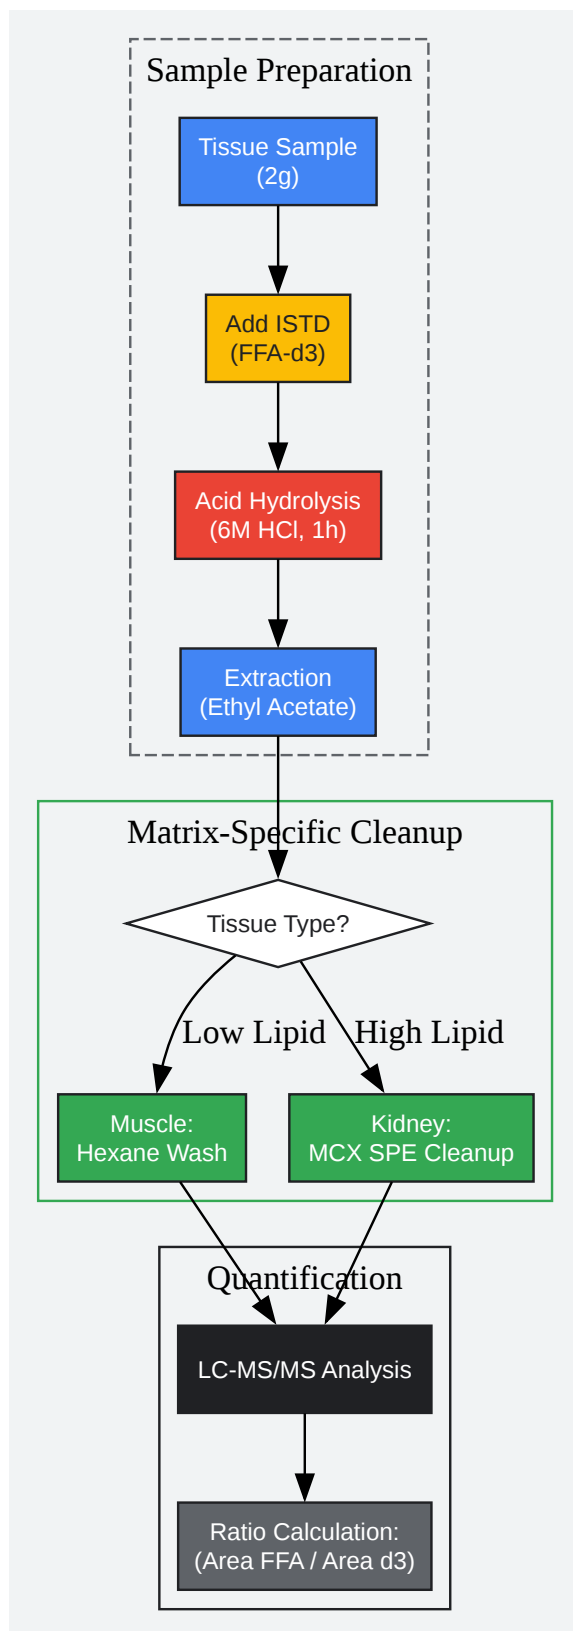 Sample Preparation
Tissue Sample
(2g)
Add ISTD
(FFA-d3)
Acid Hydrolysis
(6M HCl, 1h)
Extraction
(Ethyl Acetate)
Matrix-Specific Cleanup
Tissue Type?
Low Lipid
High Lipid
Muscle:
Hexane Wash
Kidney:
MCX SPE Cleanup
Quantification
LC-MS/MS Analysis
Ratio Calculation:
(Area FFA / Area d3)